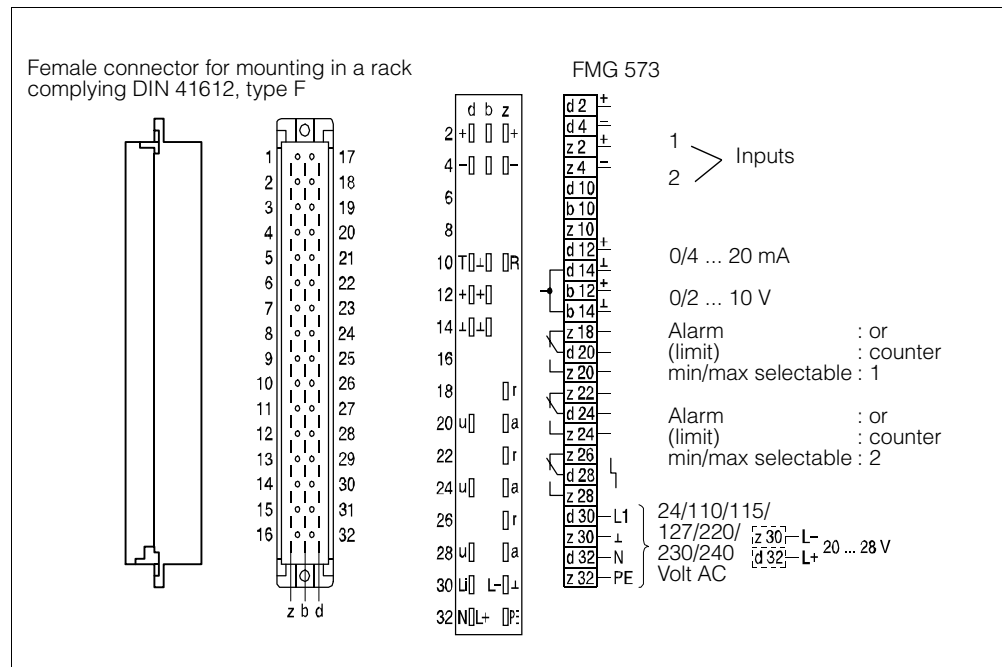 Female connector for mounting in a rack
complying DIN 41612, type F
1 17
2 18
3 19
4 20
5 21
6 22
7 23
8 24
9 25
10 26
11 27
12 28
13 29
14 30
15 31
16 32
z b d
d b z
2 + +
4 - -
6
8
10 T ⊥ R
12 + +
14 ⊥ ⊥
16
18 r
20 u a
22 r
24 u a
26 r
28 u a
30 Li L- ⊥
32 N L+ PE
FMG 573
d 2 +
d 4 -
z 2 +
z 4 -
d 10
b 10
z 10
d 12 +
d 14 ⊥
b 12 +
b 14 ⊥
z 18
d 20
z 20
z 22
d 24
z 24
z 26
d 28
z 28
d 30 L1
z 30 ⊥
d 32 N
z 32 PE
1
2
Inputs
0/4 ... 20 mA
0/2 ... 10 V
Alarm : or
(limit) : counter
min/max selectable : 1
Alarm : or
(limit) : counter
min/max selectable : 2
24/110/115/
127/220/
230/240
Volt AC
z 30 L-
d 32 L+
20 ... 28 V